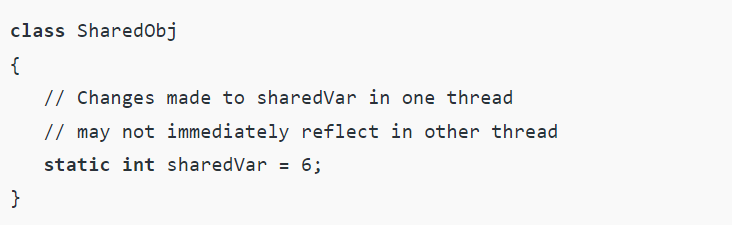 class SharedObj
{
// Changes made to sharedVar in one thread
// may not immediately reflect in other thread
static int sharedVar = 6;
}